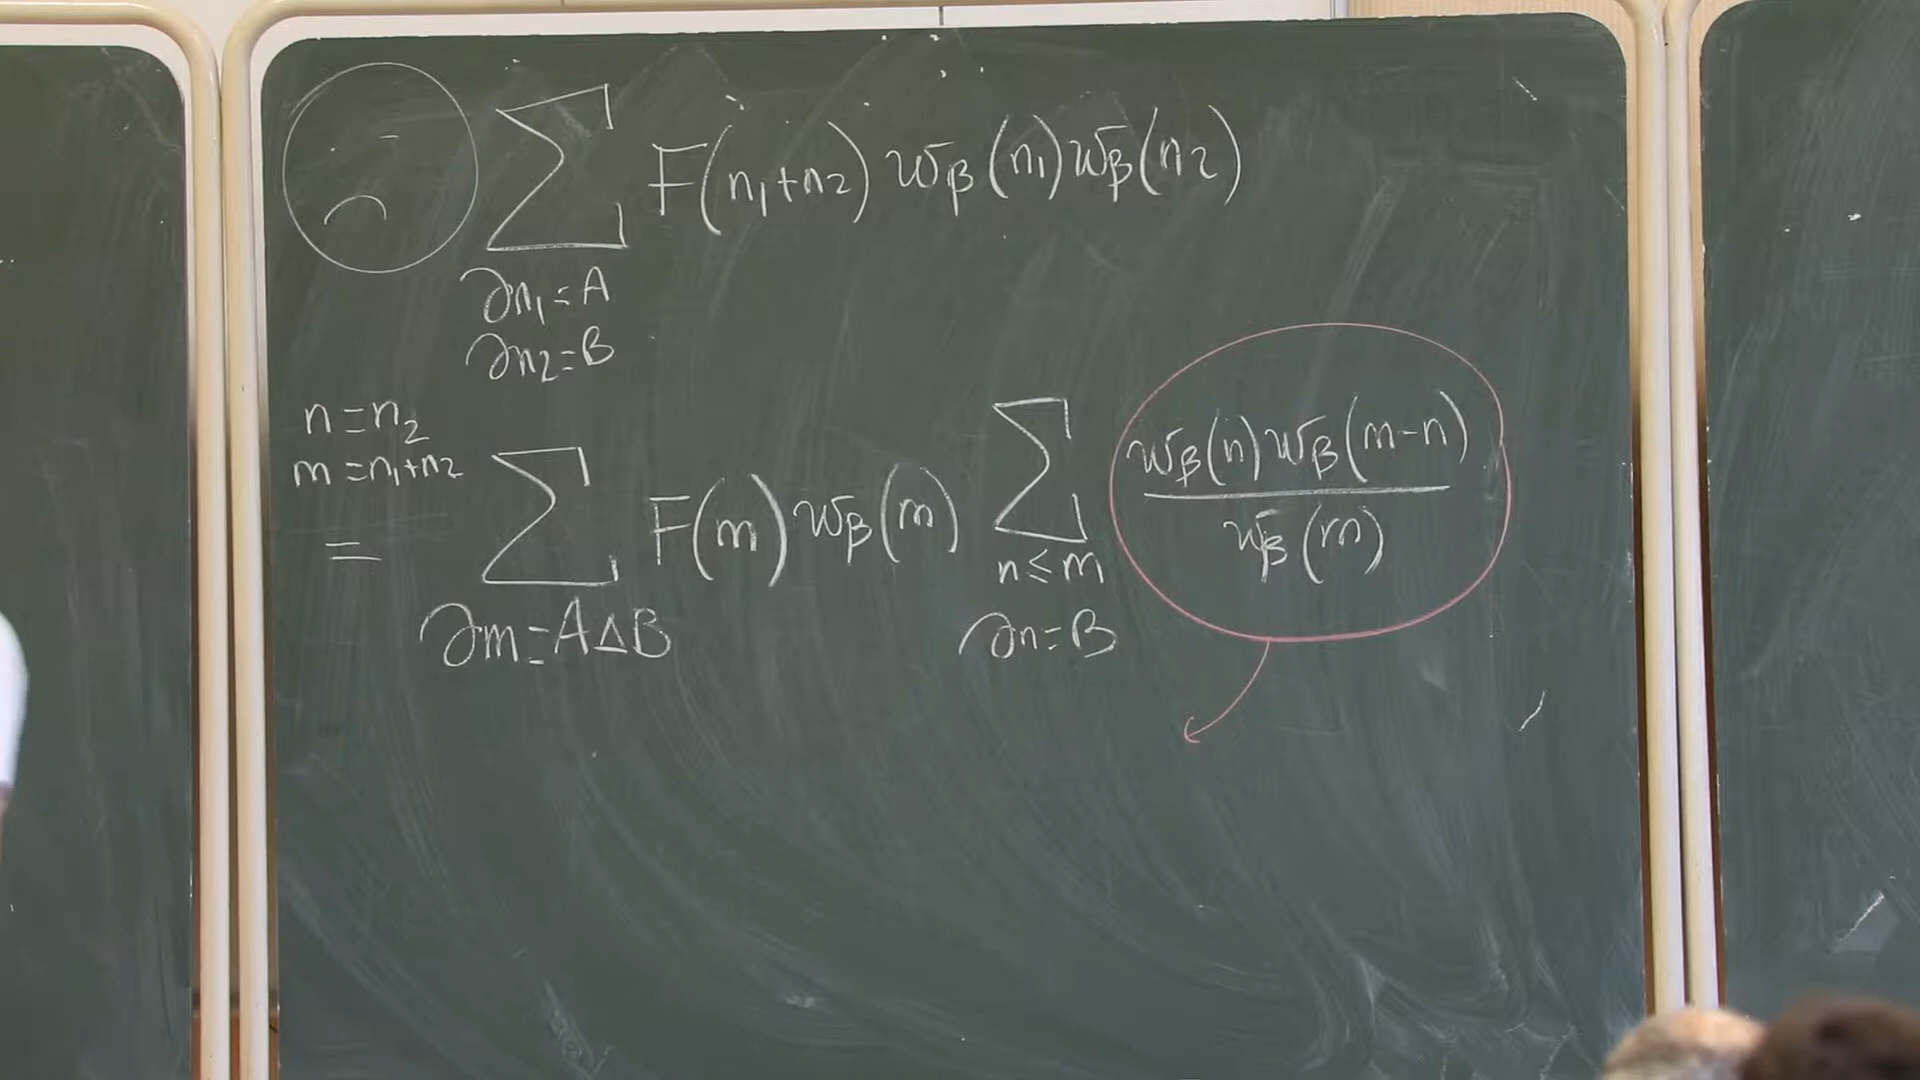 ∑ F(n₁+n₂) w_β(n₁) w_β(n₂)
∂n₁=A
∂n₂=B
n=n₂
m=n₁+n₂
= ∑ F(m) w_β(m) ∑ w_β(n) w_β(m-n) / w_β(m)
n≤m
∂m=A∆B ∂n=B